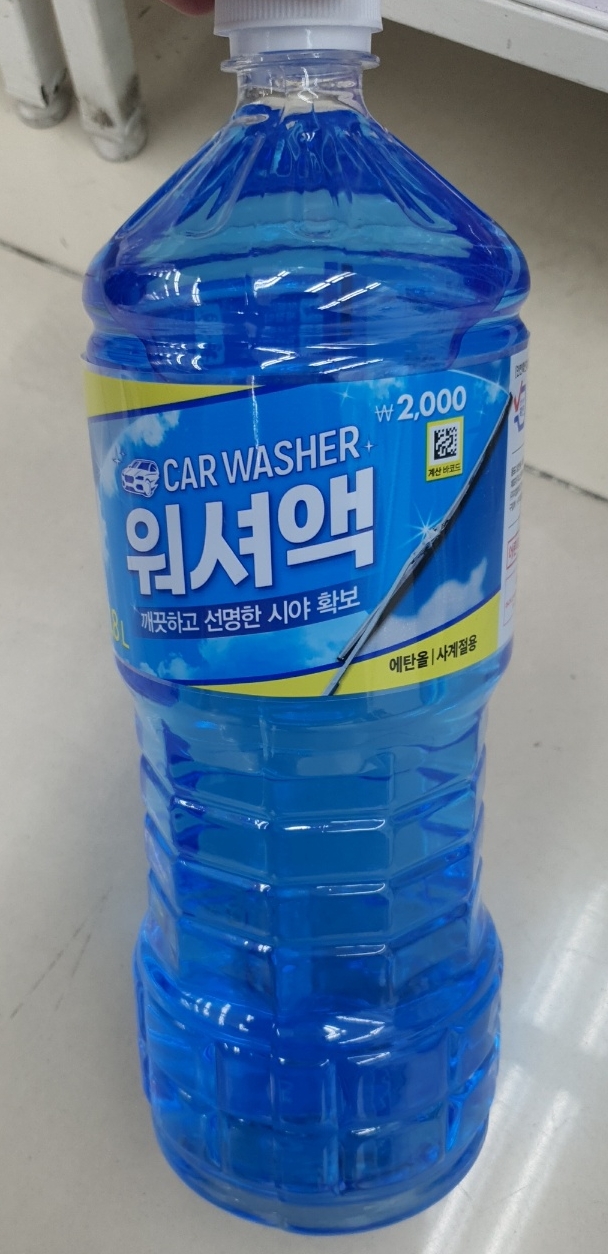 ₩2,000
계산 바코드
CAR WASHER
워셔액
깨끗하고 선명한 시야 확보
8L
에탄올 | 사계절용